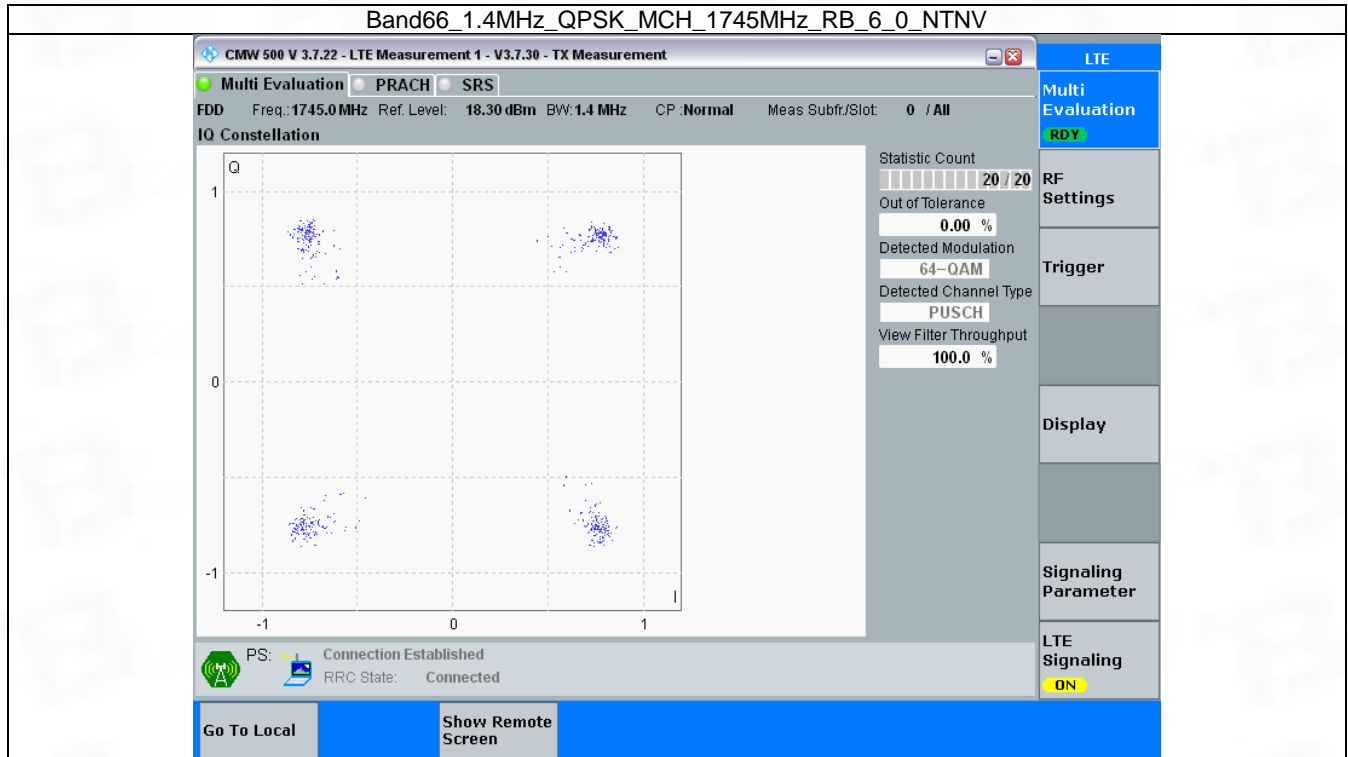 Band66_1.4MHz_QPSK_MCH_1745MHz_RB_6_0_NTNV
CMW 500 V 3.7.22 - LTE Measurement 1 - V3.7.30 - TX Measurement
LTE
Multi Evaluation PRACH SRS
Multi
Evaluation
RDY
FDD Freq.:1745.0 MHz Ref. Level: 18.30 dBm BW:1.4 MHz CP :Normal Meas Subfr./Slot: 0 / All
IQ Constellation
Q
1
0
-1
I
-1 0 1
Statistic Count
20 / 20
Out of Tolerance
0.00 %
Detected Modulation
64-QAM
Detected Channel Type
PUSCH
View Filter Throughput
100.0 %
RF
Settings
Trigger
Display
Signaling
Parameter
LTE
Signaling
ON
PS: Connection Established
RRC State: Connected
Go To Local
Show Remote
Screen